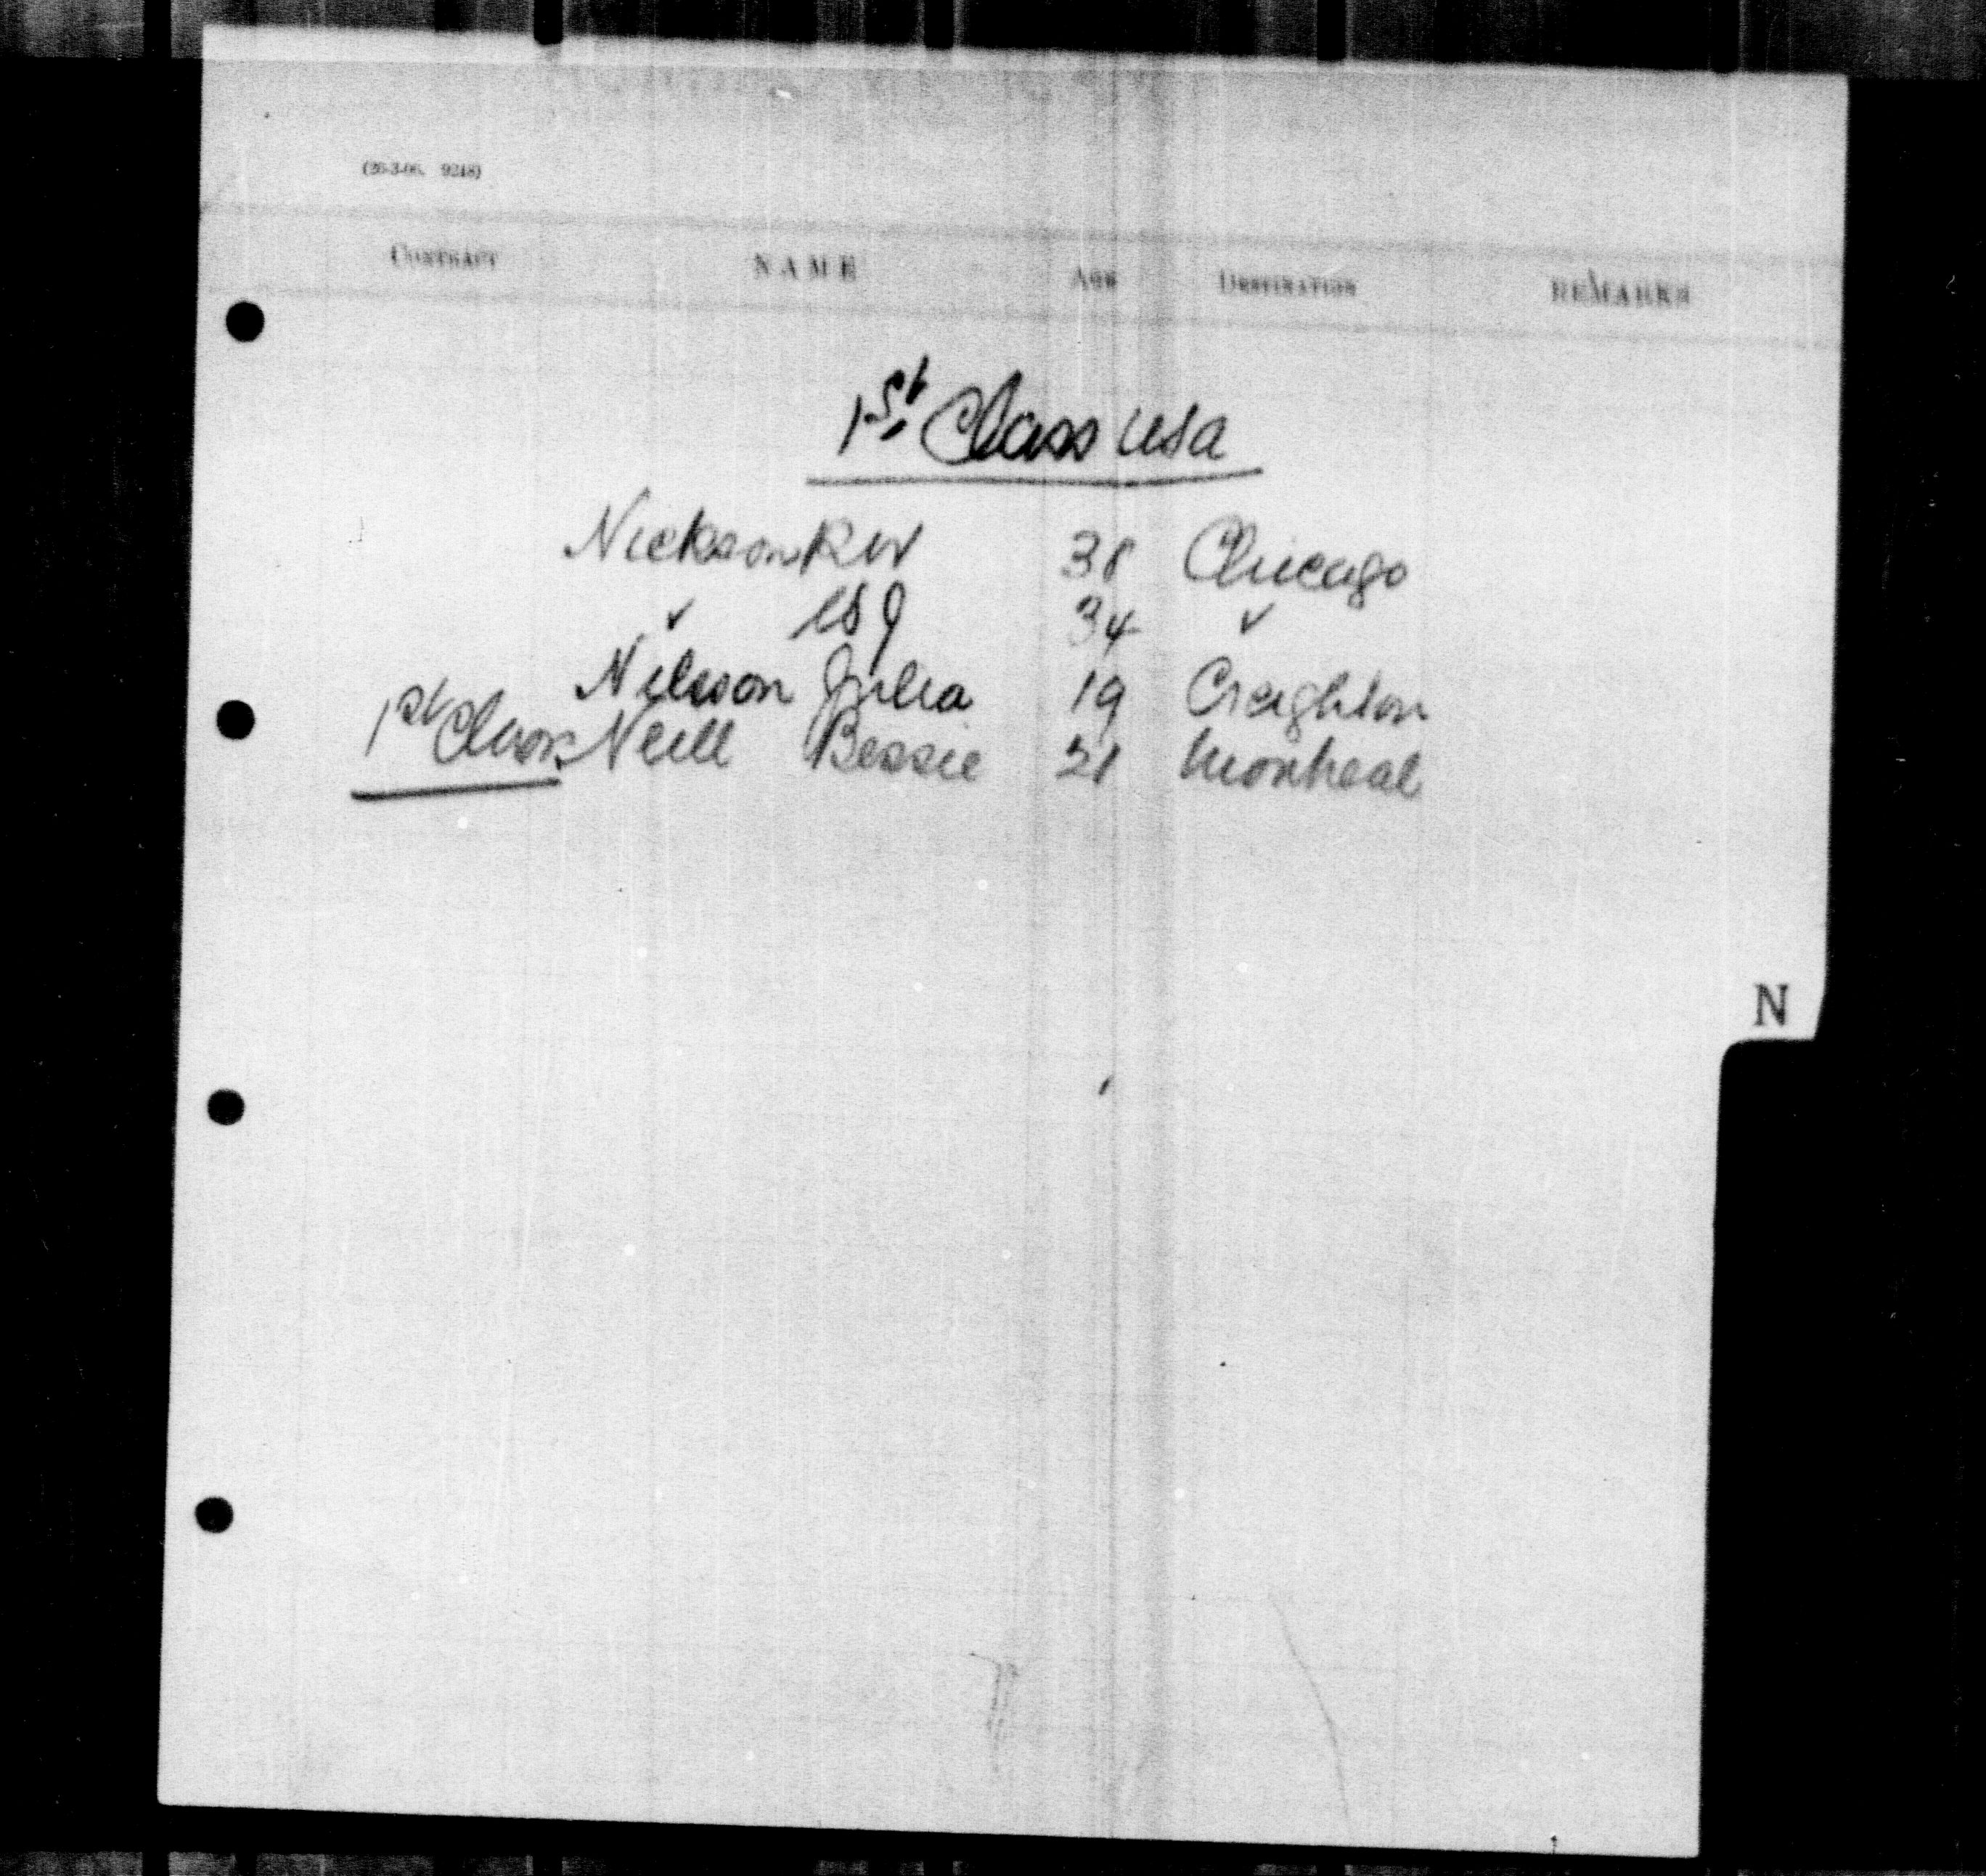 (26-3-06. 9248)
CONTRACT NAME AGE DESTINATION REMARKS
1st Class USA
Nickson RW 38 Chicago
✓ 34 ✓
Nilsson Julia 19 Creighton
1st Class Neill Bessie 21 Montreal
N